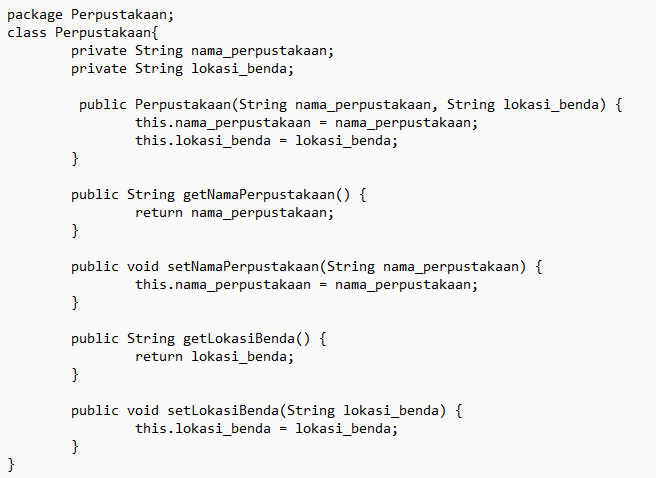 package Perpustakaan;
class Perpustakaan{
private String nama_perpustakaan;
private String lokasi_benda;
public Perpustakaan(String nama_perpustakaan, String lokasi_benda) {
this.nama_perpustakaan = nama_perpustakaan;
this.lokasi_benda = lokasi_benda;
}
public String getNamaPerpustakaan() {
return nama_perpustakaan;
}
public void setNamaPerpustakaan(String nama_perpustakaan) {
this.nama_perpustakaan = nama_perpustakaan;
}
public String getLokasiBenda() {
return lokasi_benda;
}
public void setLokasiBenda(String lokasi_benda) {
this.lokasi_benda = lokasi_benda;
}
}